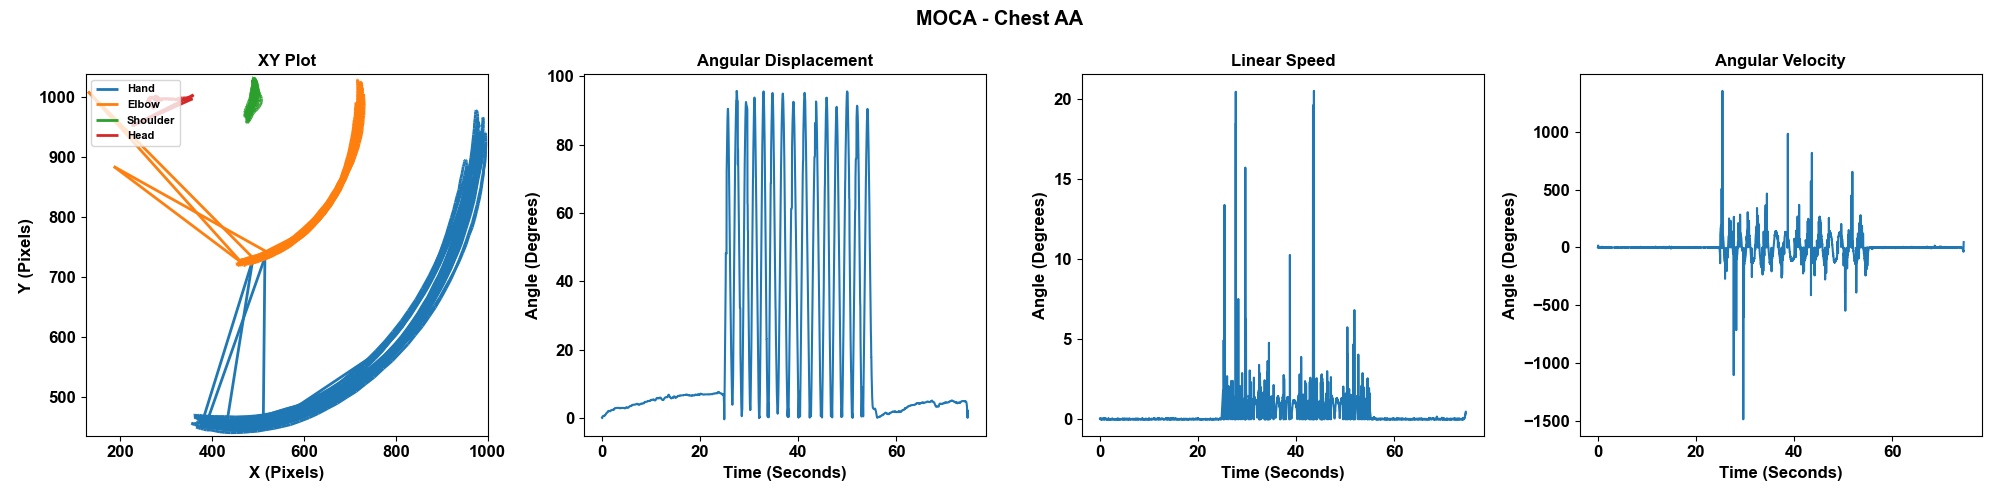 MOCA - Chest AA
XY Plot
Hand
Elbow
Shoulder
Head
1000
900
800
700
600
500
Y (Pixels)
200
400
600
800
1000
X (Pixels)
Angular Displacement
100
80
60
40
20
0
Angle (Degrees)
0
20
40
60
Time (Seconds)
Linear Speed
20
15
10
5
0
Angle (Degrees)
0
20
40
60
Time (Seconds)
Angular Velocity
1000
500
0
−500
−1000
−1500
Angle (Degrees)
0
20
40
60
Time (Seconds)